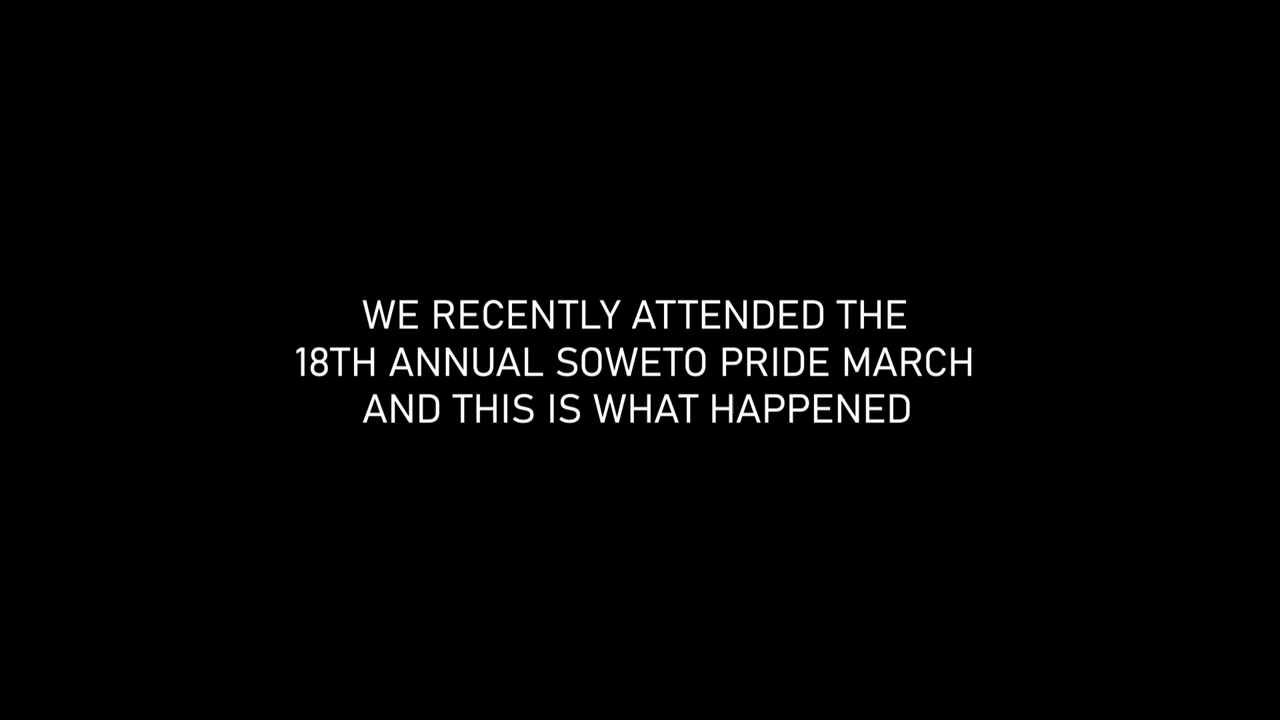 WE RECENTLY ATTENDED THE
18TH ANNUAL SOWETO PRIDE MARCH
AND THIS IS WHAT HAPPENED